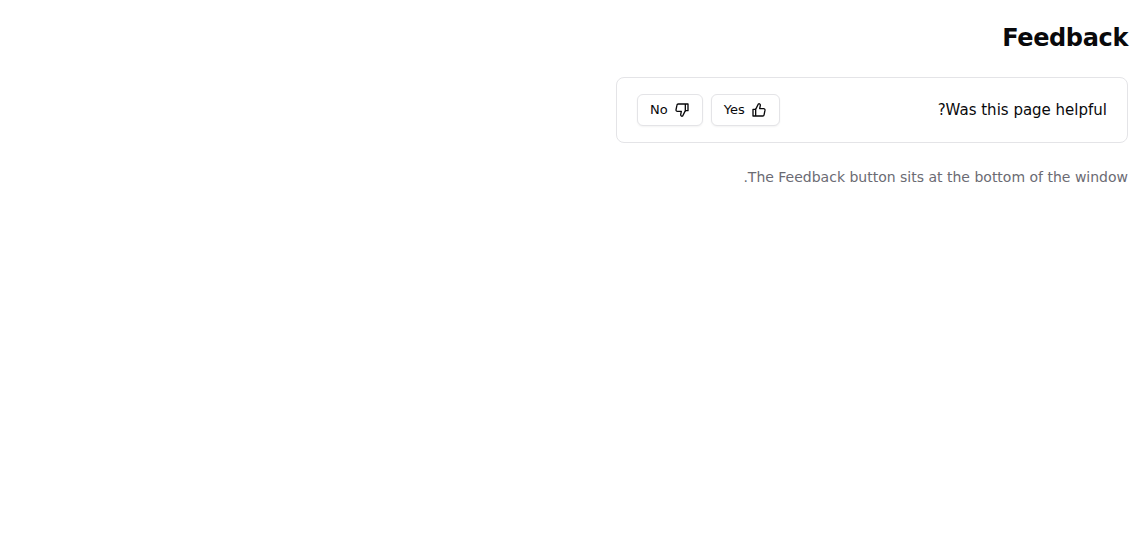 Feedback
Was this page helpful?
Yes
No
The Feedback button sits at the bottom of the window.